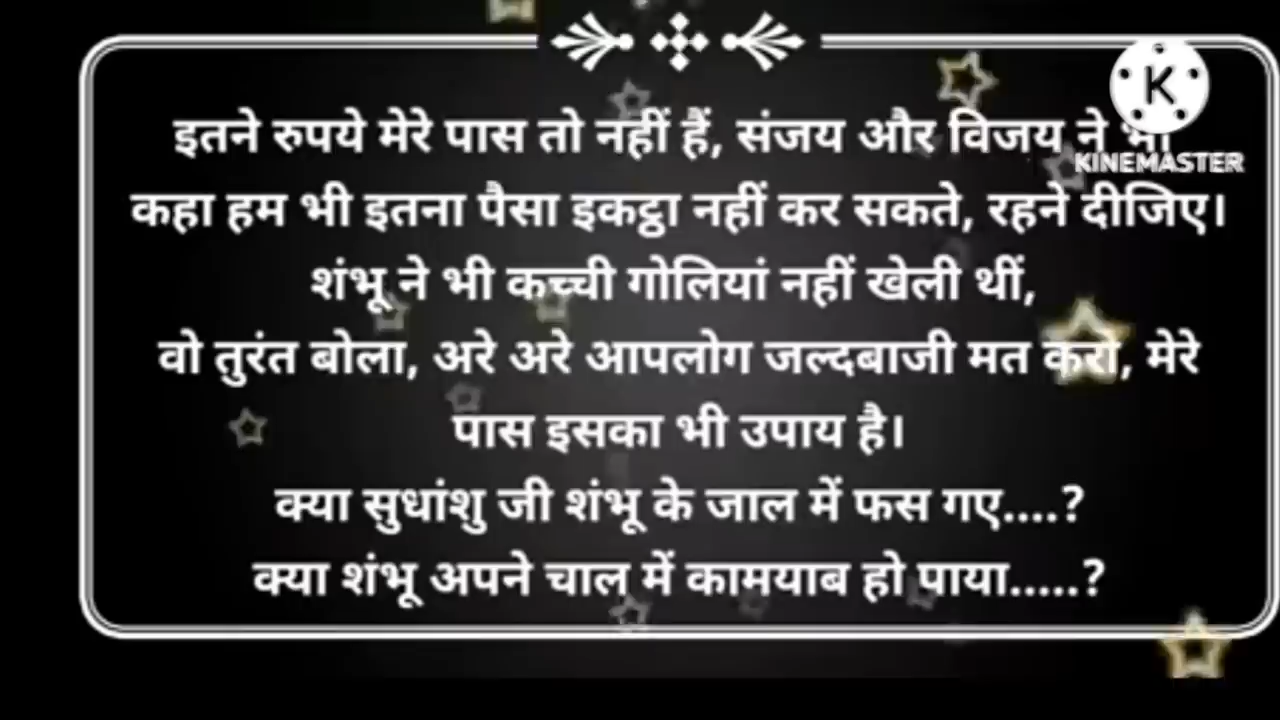 इतने रुपये मेरे पास तो नहीं हैं, संजय और विजय ने भी
कहा हम भी इतना पैसा इकट्ठा नहीं कर सकते, रहने दीजिए।
शंभू ने भी कच्ची गोलियां नहीं खेली थीं,
वो तुरंत बोला, अरे अरे आपलोग जल्दबाजी मत करो, मेरे
पास इसका भी उपाय है।
क्या सुधांशु जी शंभू के जाल में फस गए....?
क्या शंभू अपने चाल में कामयाब हो पाया.....?
K
KINEMASTER